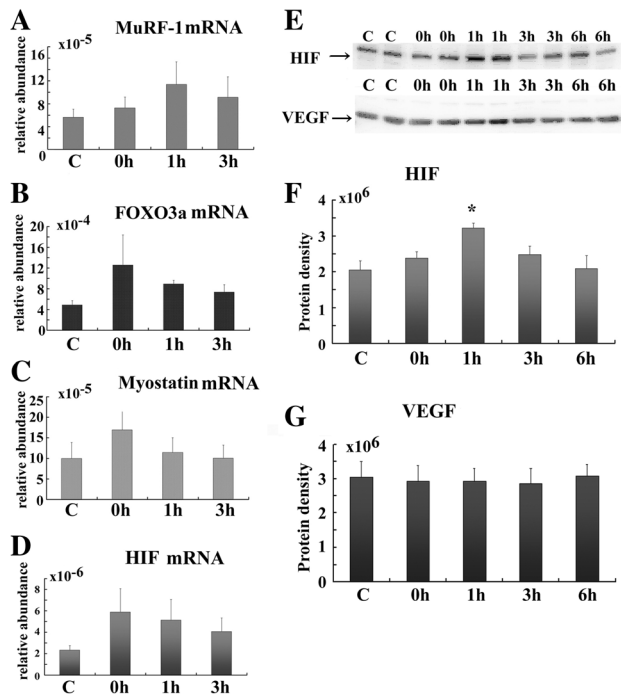 A
x10-5
MuRF-1 mRNA
relative abundance
16
12
8
4
0
C 0h 1h 3h
B
x10-4
FOXO3a mRNA
relative abundance
20
16
12
8
4
0
C 0h 1h 3h
C
x10-5
Myostatin mRNA
relative abundance
25
20
15
10
5
0
C 0h 1h 3h
D
x10-6
HIF mRNA
relative abundance
8
6
4
2
0
C 0h 1h 3h
E
C C 0h 0h 1h 1h 3h 3h 6h 6h
HIF →
C C 0h 0h 1h 1h 3h 3h 6h 6h
VEGF →
F
x106
HIF
Protein density
4
3
2
1
0
*
C 0h 1h 3h 6h
G
VEGF
x106
Protein density
4
3
2
1
0
C 0h 1h 3h 6h